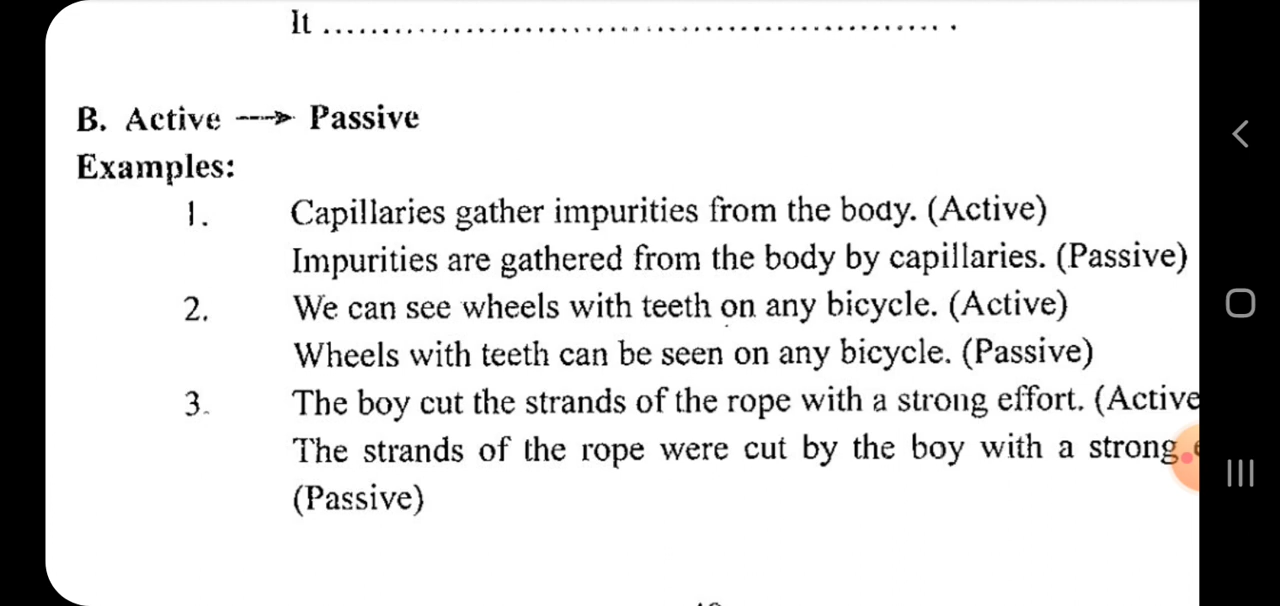 It ........................................................ .
B. Active ----> Passive
Examples:
1. Capillaries gather impurities from the body. (Active)
Impurities are gathered from the body by capillaries. (Passive)
2. We can see wheels with teeth on any bicycle. (Active)
Wheels with teeth can be seen on any bicycle. (Passive)
3. The boy cut the strands of the rope with a strong effort. (Active
The strands of the rope were cut by the boy with a strong
(Passive)